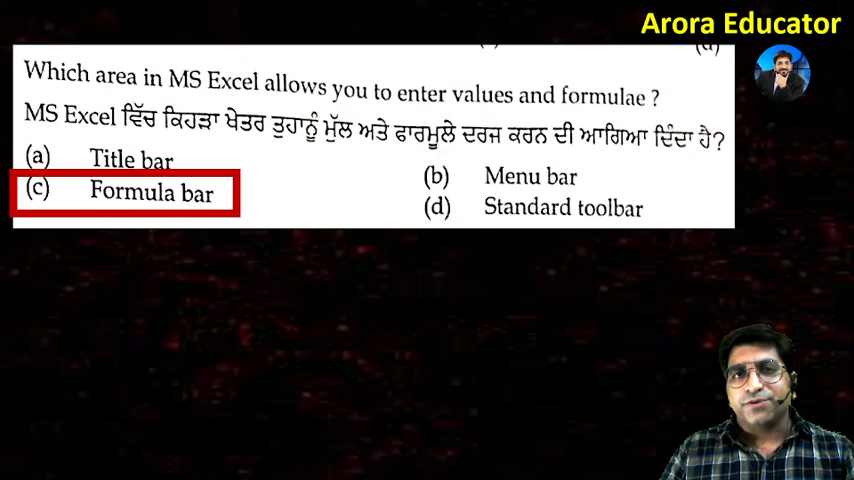 Arora Educator
Which area in MS Excel allows you to enter values and formulae ?
MS Excel ਵਿੱਚ ਕਿਹੜਾ ਖੇਤਰ ਤੁਹਾਨੂੰ ਮੁੱਲ ਅਤੇ ਫਾਰਮੂਲੇ ਦਰਜ ਕਰਨ ਦੀ ਆਗਿਆ ਦਿੰਦਾ ਹੈ?
(a) Title bar
(b) Menu bar
(c) Formula bar
(d) Standard toolbar